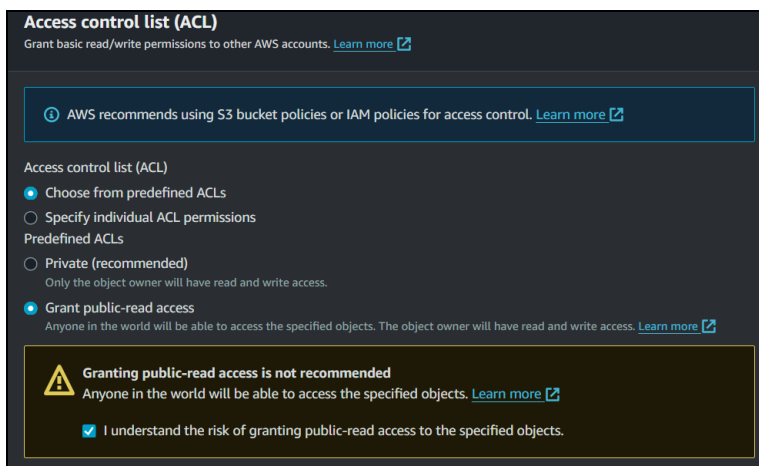 Access control list (ACL)
Grant basic read/write permissions to other AWS accounts. Learn more
AWS recommends using S3 bucket policies or IAM policies for access control. Learn more
Access control list (ACL)
Choose from predefined ACLs
Specify individual ACL permissions
Predefined ACLs
Private (recommended)
Only the object owner will have read and write access.
Grant public-read access
Anyone in the world will be able to access the specified objects. The object owner will have read and write access. Learn more
Granting public-read access is not recommended
Anyone in the world will be able to access the specified objects. Learn more
I understand the risk of granting public-read access to the specified objects.